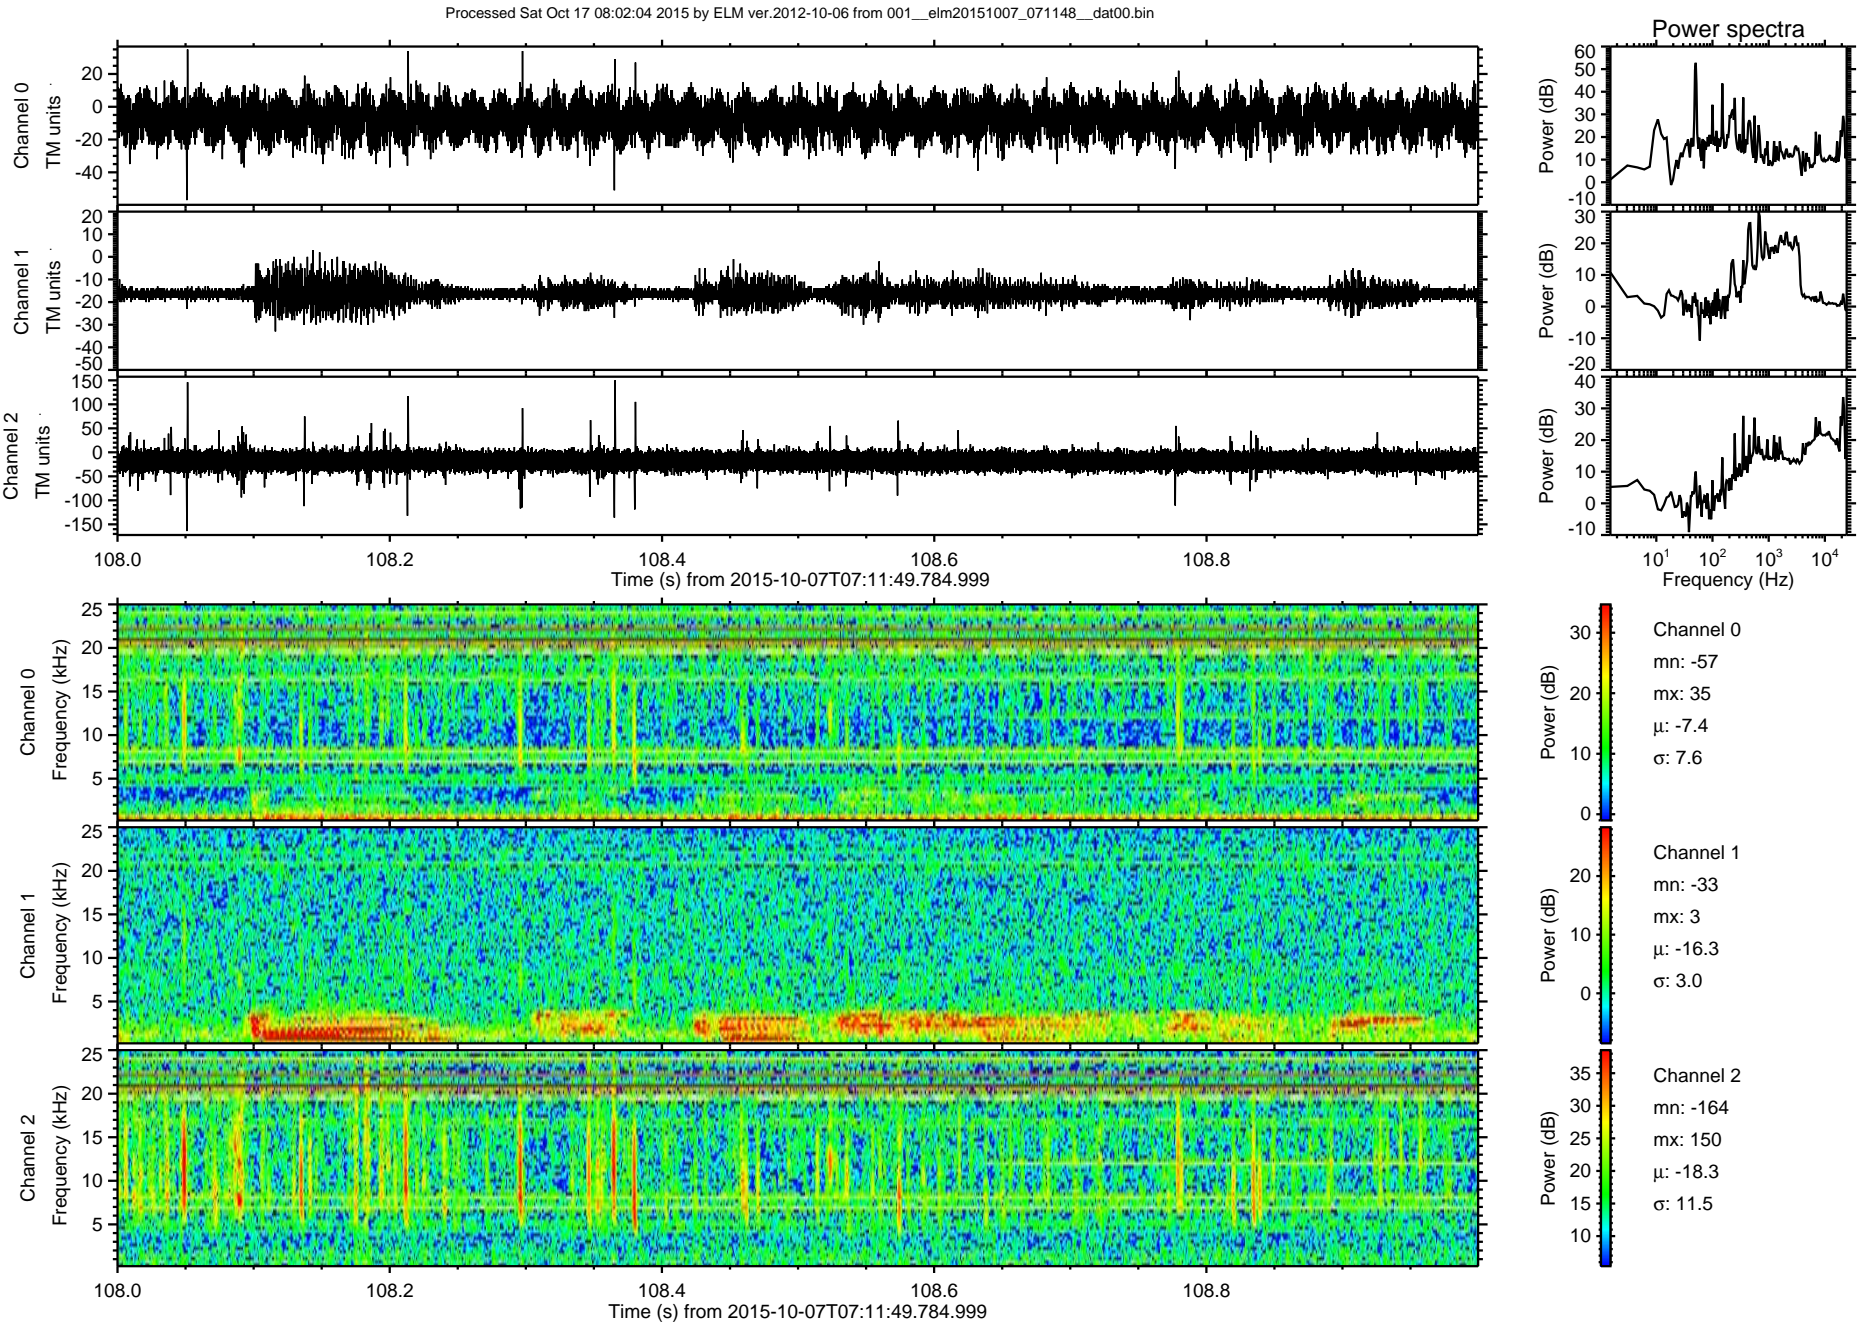 Processed Sat Oct 17 08:02:04 2015 by ELM ver.2012-10-06 from 001__elm20151007_071148__dat00.bin
Power spectra
Channel 0
TM units
20
0
-20
-40
Power (dB)
60
50
40
30
20
10
0
-10
Channel 1
TM units
20
10
0
-10
-20
-30
-40
-50
Power (dB)
30
20
10
0
-10
-20
Channel 2
TM units
150
100
50
0
-50
-100
-150
Power (dB)
40
30
20
10
0
-10
108.0 108.2 108.4 108.6 108.8
Time (s) from 2015-10-07T07:11:49.784.999
10¹ 10² 10³ 10⁴
Frequency (Hz)
Channel 0
Frequency (kHz)
25
20
15
10
5
Power (dB)
30
20
10
0
Channel 0
mn: -57
mx: 35
μ: -7.4
σ: 7.6
Channel 1
Frequency (kHz)
25
20
15
10
5
Power (dB)
20
10
0
Channel 1
mn: -33
mx: 3
μ: -16.3
σ: 3.0
Channel 2
Frequency (kHz)
25
20
15
10
5
Power (dB)
35
30
25
20
15
10
Channel 2
mn: -164
mx: 150
μ: -18.3
σ: 11.5
108.0 108.2 108.4 108.6 108.8
Time (s) from 2015-10-07T07:11:49.784.999